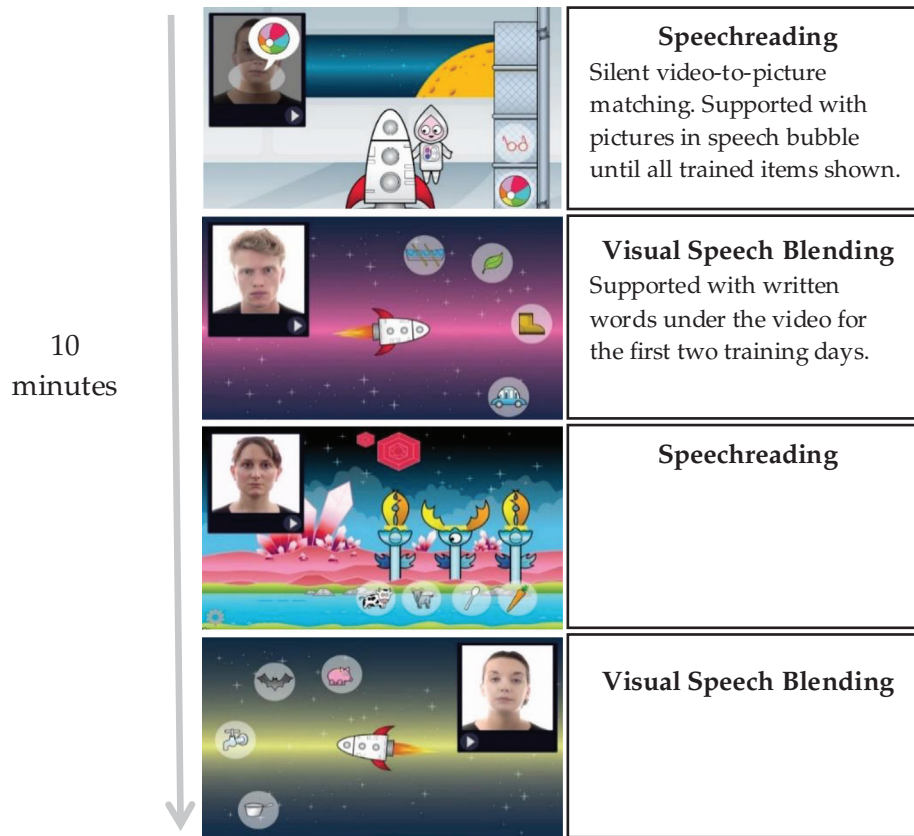 10
minutes
Speechreading
Silent video-to-picture
matching. Supported with
pictures in speech bubble
until all trained items shown.
Visual Speech Blending
Supported with written
words under the video for
the first two training days.
Speechreading
Visual Speech Blending